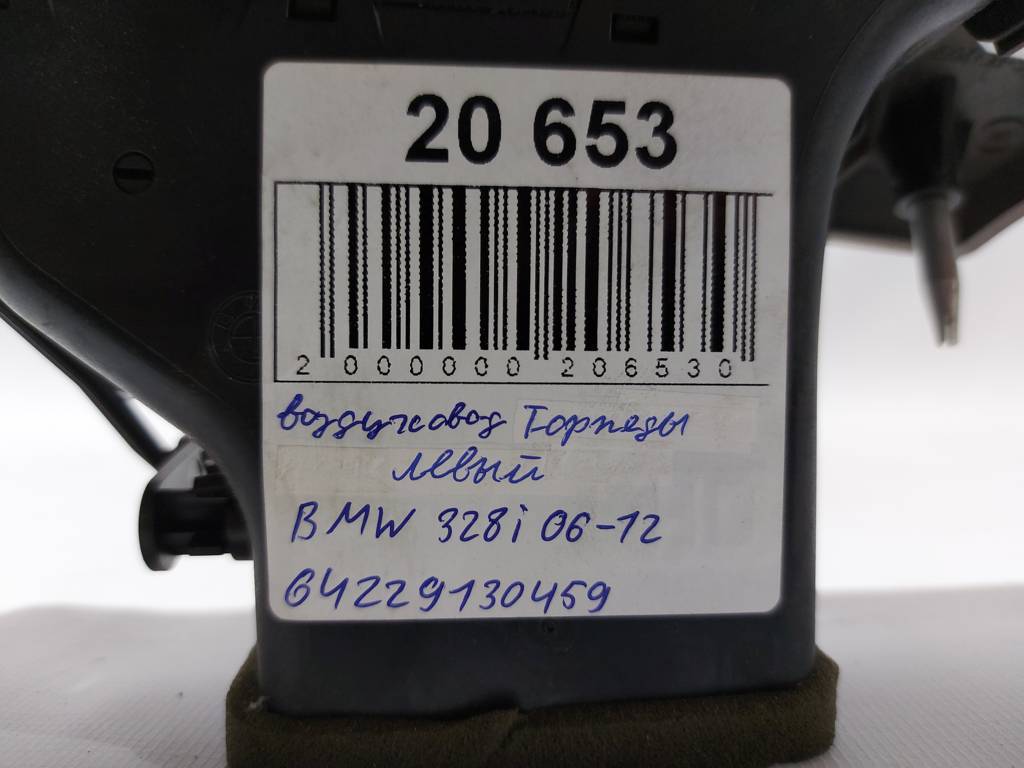 20 653
2 000000 206530
воздуховод Торпеды
левый
BMW 328i 06-12
64229130459